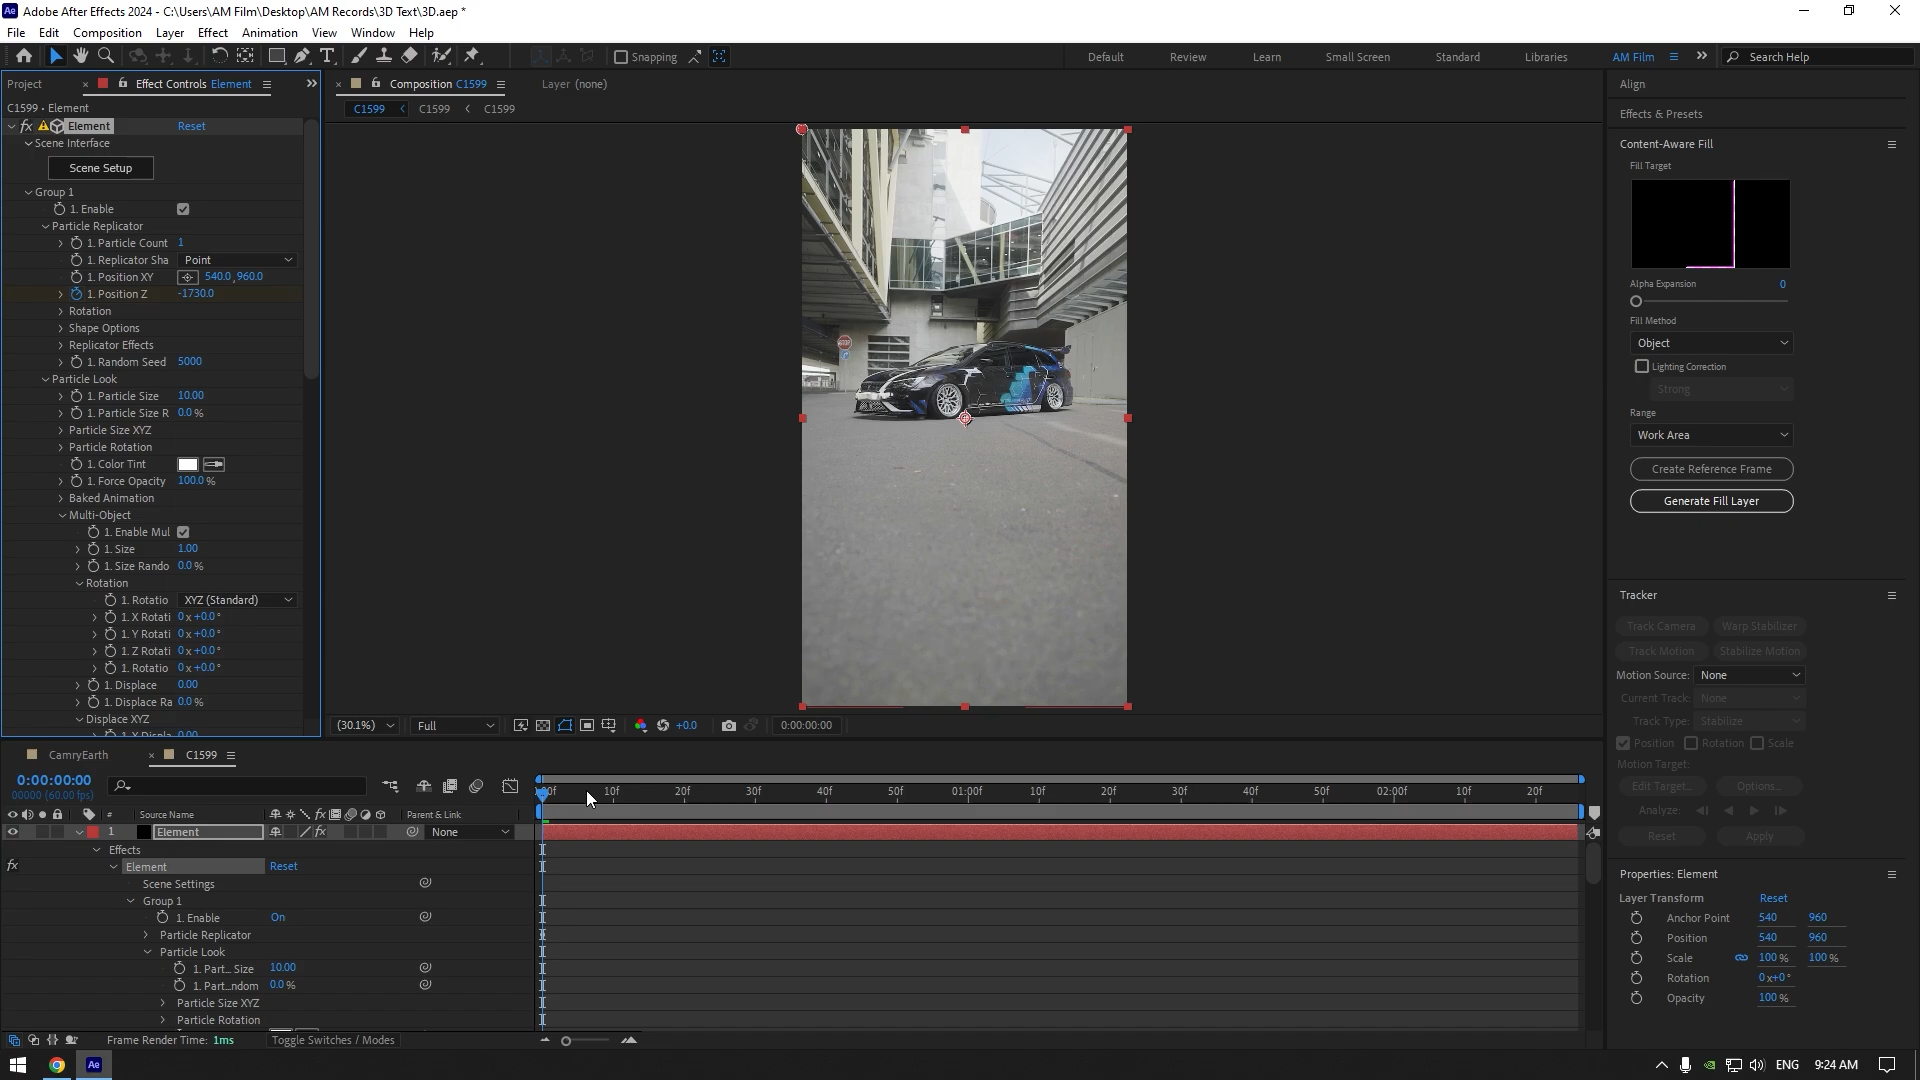 Adobe After Effects 2024 - C:\Users\AM Film\Desktop\AM Records\3D Text\3D.aep *
File Edit Composition Layer Effect Animation View Window Help
Snapping
Default Review Learn Small Screen Standard Libraries AM Film Search Help
Project Effect Controls Element Composition C1599 Layer (none) Align
C1599 • Element C1599 C1599 C1599
Effects & Presets
Element Reset
Scene Interface
Content-Aware Fill
Scene Setup
Fill Target
Group 1
1. Enable
Particle Replicator
1. Particle Count 1
1. Replicator Sha Point
1. Position XY 540.0, 960.0
1. Position Z -1730.0
Alpha Expansion 0
Rotation
Shape Options
Fill Method
Replicator Effects
Object
1. Random Seed 5000
Lighting Correction
Particle Look
Strong
1. Particle Size 10.00
1. Particle Size R 0.0 %
Range
Particle Size XYZ
Work Area
Particle Rotation
1. Color Tint
Create Reference Frame
1. Force Opacity 100.0 %
Baked Animation
Generate Fill Layer
Multi-Object
1. Enable Mul
1. Size 1.00
1. Size Rando 0.0 %
Rotation
Tracker
1. Rotatio XYZ (Standard)
1. X Rotati 0 x +0.0 °
Track Camera Warp Stabilizer
1. Y Rotati 0 x +0.0 °
1. Z Rotati 0 x +0.0 °
Track Motion Stabilize Motion
1. Rotatio 0 x +0.0 °
Motion Source: None
1. Displace 0.00
Current Track: None
1. Displace Ra 0.0 %
Displace XYZ
Track Type: Stabilize
(30.1%) Full +0.0 0:00:00:00
1. X Displa 0.00
Position Rotation Scale
CamryEarth C1599
Motion Target:
0:00:00:00
00000 (60.00 fps)
Edit Target... Options...
:00f 10f 20f 30f 40f 50f 01:00f 10f 20f 30f 40f 50f 02:00f 10f 20f
Analyze:
# Source Name Parent & Link
1 Element None
Reset Apply
Effects
Element Reset
Properties: Element
Scene Settings
Layer Transform Reset
Group 1
1. Enable On
Anchor Point 540 960
Particle Replicator
Position 540 960
Particle Look
Scale 100 % 100 %
1. Part... Size 10.00
Rotation 0 x+0 °
1. Part...ndom 0.0 %
Opacity 100 %
Particle Size XYZ
Particle Rotation
Frame Render Time: 1ms Toggle Switches / Modes
ENG 9:24 AM
STOP